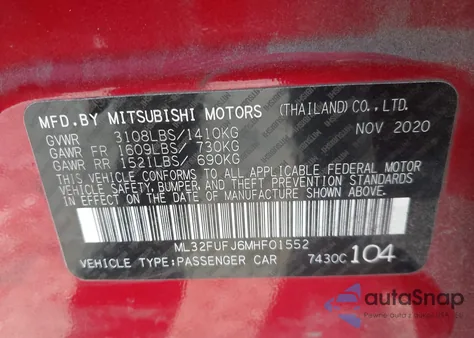 MFD.BY MITSUBISHI MOTORS (THAILAND)CO.,LTD.
GVWR 3108LBS/1410KG NOV 2020
GAWR FR 1609LBS/ 730KG
GAWR RR 1521LBS/ 690KG
THIS VEHICLE CONFORMS TO ALL APPLICABLE FEDERAL MOTOR
VEHICLE SAFETY, BUMPER, AND THEFT PREVENTION STANDARDS
IN EFFECT ON THE DATE OF MANUFACTURE SHOWN ABOVE.
ML32FUFJ6MHF01552
VEHICLE TYPE:PASSENGER CAR 7430C 104
autoSnap